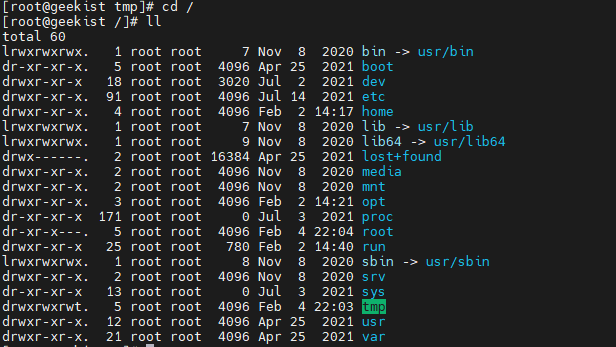 [root@geekist tmp]# cd /
[root@geekist /]# ll
total 60
lrwxrwxrwx.   1 root root     7 Nov  8  2020 bin -> usr/bin
dr-xr-xr-x.   5 root root  4096 Apr 25  2021 boot
drwxr-xr-x   18 root root  3020 Jul  2  2021 dev
drwxr-xr-x.  91 root root  4096 Jul 14  2021 etc
drwxr-xr-x.   4 root root  4096 Feb  2 14:17 home
lrwxrwxrwx.   1 root root     7 Nov  8  2020 lib -> usr/lib
lrwxrwxrwx.   1 root root     9 Nov  8  2020 lib64 -> usr/lib64
drwx------.   2 root root 16384 Apr 25  2021 lost+found
drwxr-xr-x.   2 root root  4096 Nov  8  2020 media
drwxr-xr-x.   2 root root  4096 Nov  8  2020 mnt
drwxr-xr-x.   3 root root  4096 Feb  2 14:21 opt
dr-xr-xr-x  171 root root     0 Jul  3  2021 proc
dr-xr-x---.   5 root root  4096 Feb  4 22:04 root
drwxr-xr-x   25 root root   780 Feb  2 14:40 run
lrwxrwxrwx.   1 root root     8 Nov  8  2020 sbin -> usr/sbin
drwxr-xr-x.   2 root root  4096 Nov  8  2020 srv
dr-xr-xr-x   13 root root     0 Jul  3  2021 sys
drwxrwxrwt.   5 root root  4096 Feb  4 22:03 tmp
drwxr-xr-x.  12 root root  4096 Apr 25  2021 usr
drwxr-xr-x.  21 root root  4096 Apr 25  2021 var